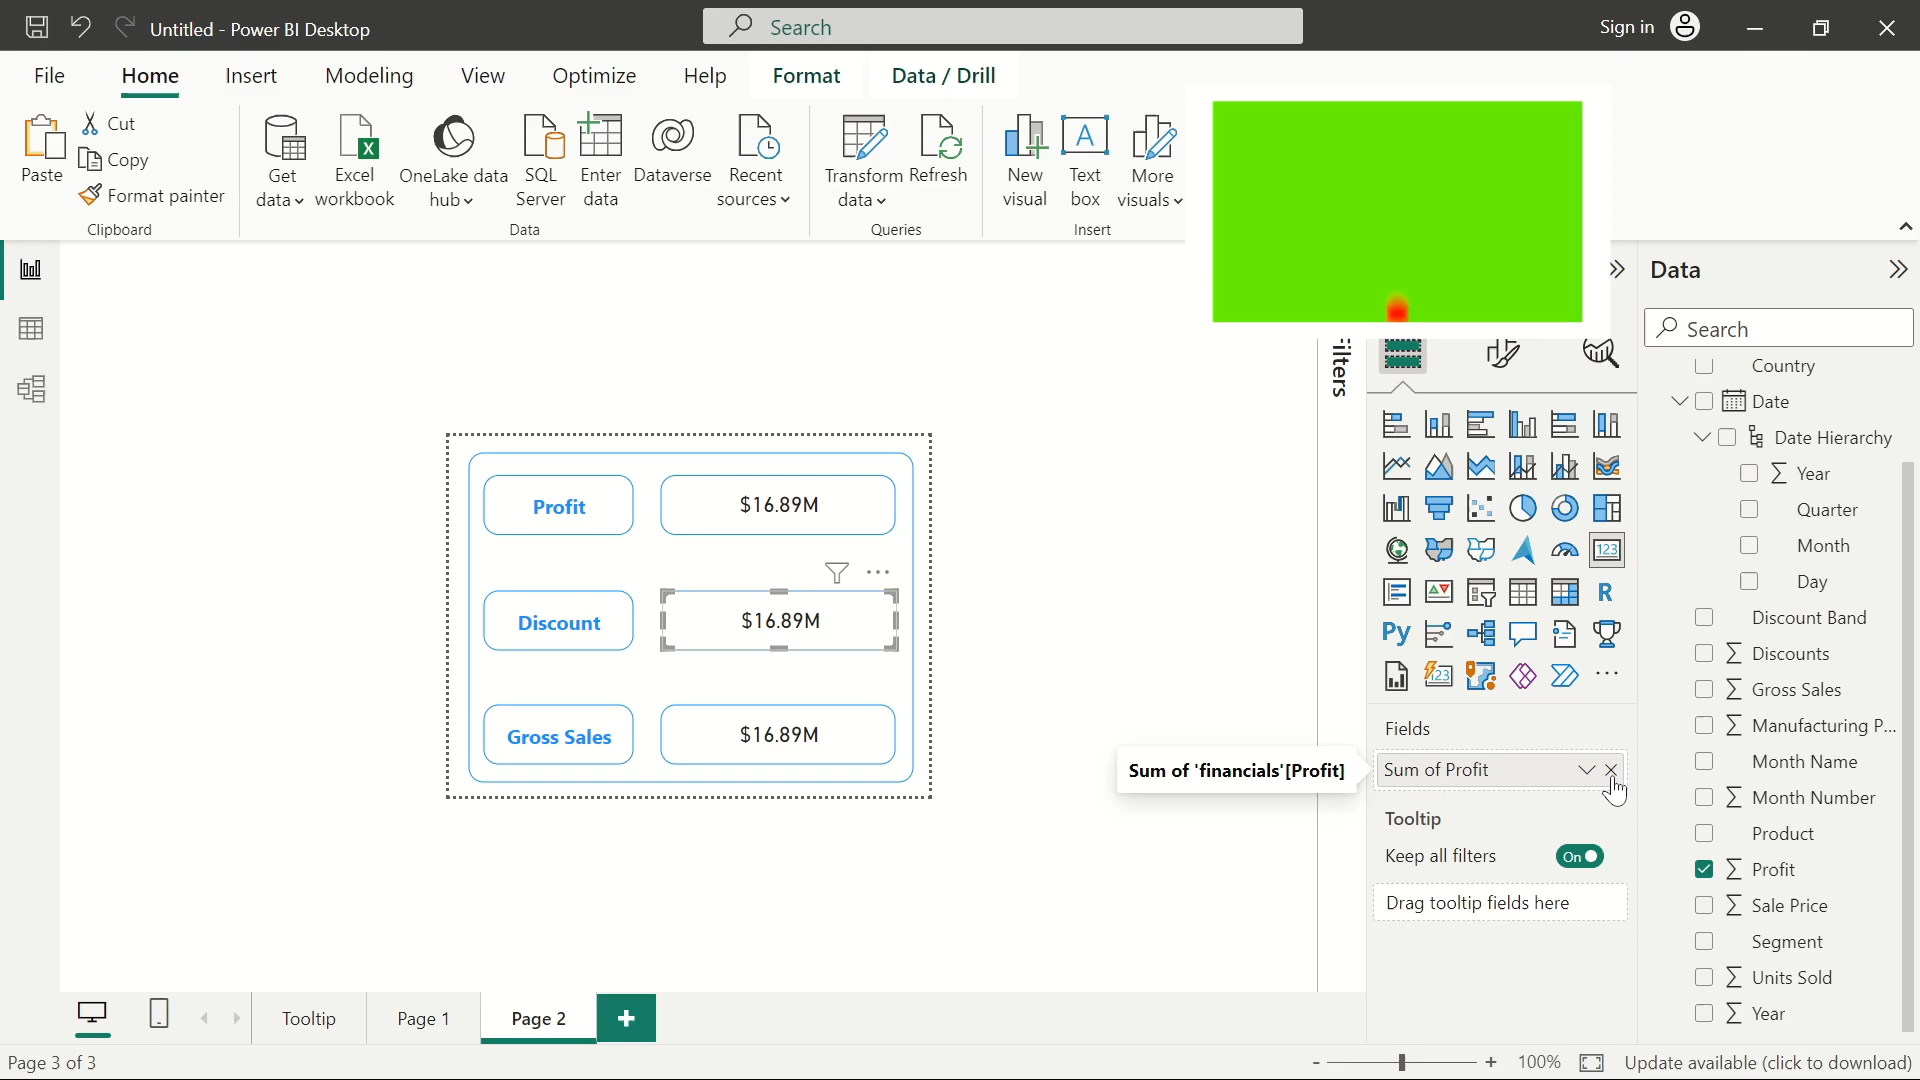 Untitled - Power BI Desktop
Search
Sign in
File
Home
Insert
Modeling
View
Optimize
Help
Format
Data / Drill
Paste
Cut
Copy
Format painter
Clipboard
Get data
Excel workbook
OneLake data hub
SQL Server
Enter data
Dataverse
Recent sources
Data
Transform data
Refresh
Queries
New visual
Text box
More visuals
Insert
Profit
$16.89M
Discount
$16.89M
Gross Sales
$16.89M
Filters
123
R
Py
123
Fields
Sum of Profit
Sum of 'financials'[Profit]
Tooltip
Keep all filters
On
Drag tooltip fields here
Data
Search
Country
Date
Date Hierarchy
Year
Quarter
Month
Day
Discount Band
Discounts
Gross Sales
Manufacturing P...
Month Name
Month Number
Product
Profit
Sale Price
Segment
Units Sold
Year
Tooltip
Page 1
Page 2
Page 3 of 3
100%
Update available (click to download)